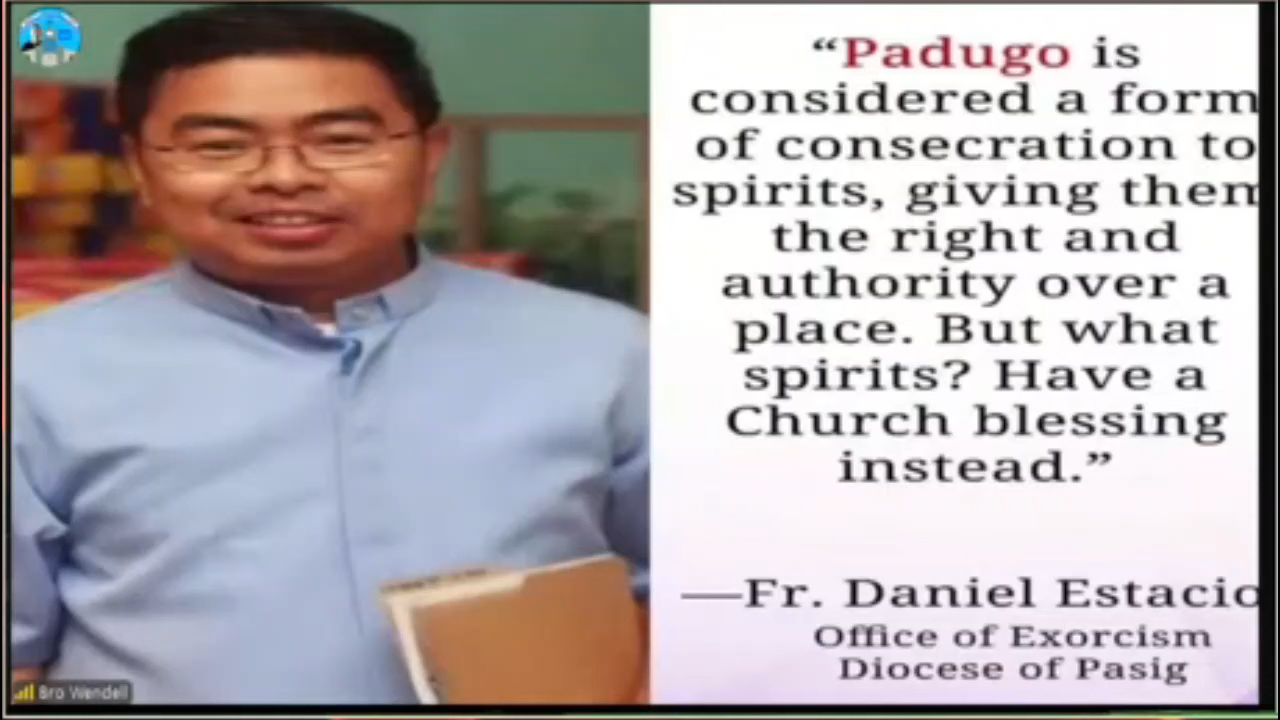 “Padugo is
considered a form
of consecration to
spirits, giving them
the right and
authority over a
place. But what
spirits? Have a
Church blessing
instead.”
—Fr. Daniel Estacio
Office of Exorcism
Diocese of Pasig
Bro Wendell